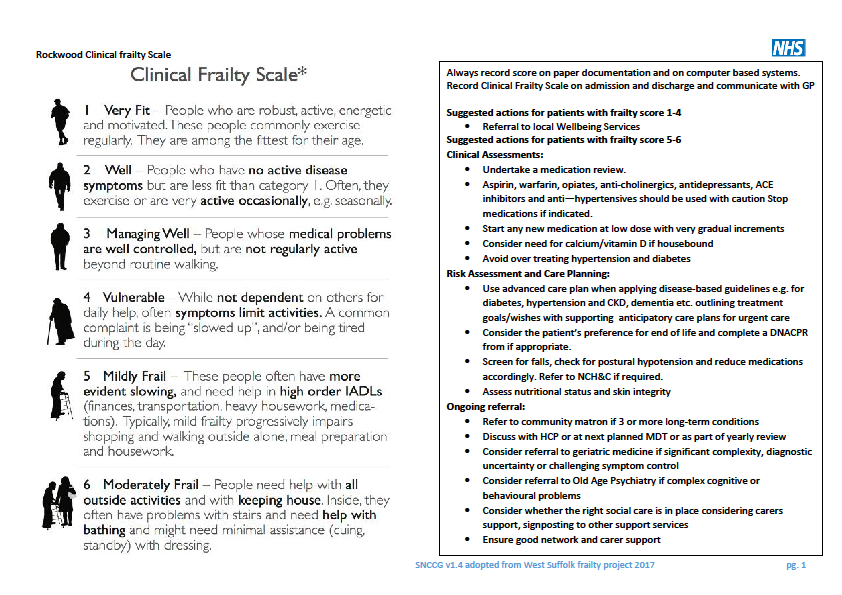 Rockwood Clinical frailty Scale
Clinical Frailty Scale*
1 Very Fit – People who are robust, active, energetic
and motivated. These people commonly exercise
regularly. They are among the fittest for their age.
2 Well – People who have no active disease
symptoms but are less fit than category 1. Often, they
exercise or are very active occasionally, e.g. seasonally.
3 Managing Well – People whose medical problems
are well controlled, but are not regularly active
beyond routine walking.
4 Vulnerable – While not dependent on others for
daily help, often symptoms limit activities. A common
complaint is being “slowed up”, and/or being tired
during the day.
5 Mildly Frail – These people often have more
evident slowing, and need help in high order IADLs
(finances, transportation, heavy housework, medica-
tions). Typically, mild frailty progressively impairs
shopping and walking outside alone, meal preparation
and housework.
6 Moderately Frail – People need help with all
outside activities and with keeping house. Inside, they
often have problems with stairs and need help with
bathing and might need minimal assistance (cuing,
standby) with dressing.
NHS
Always record score on paper documentation and on computer based systems.
Record Clinical Frailty Scale on admission and discharge and communicate with GP
Suggested actions for patients with frailty score 1-4
• Referral to local Wellbeing Services
Suggested actions for patients with frailty score 5-6
Clinical Assessments:
• Undertake a medication review.
• Aspirin, warfarin, opiates, anti-cholinergics, antidepressants, ACE
inhibitors and anti—hypertensives should be used with caution Stop
medications if indicated.
• Start any new medication at low dose with very gradual increments
• Consider need for calcium/vitamin D if housebound
• Avoid over treating hypertension and diabetes
Risk Assessment and Care Planning:
• Use advanced care plan when applying disease-based guidelines e.g. for
diabetes, hypertension and CKD, dementia etc. outlining treatment
goals/wishes with supporting anticipatory care plans for urgent care
• Consider the patient’s preference for end of life and complete a DNACPR
from if appropriate.
• Screen for falls, check for postural hypotension and reduce medications
accordingly. Refer to NCH&C if required.
• Assess nutritional status and skin integrity
Ongoing referral:
• Refer to community matron if 3 or more long-term conditions
• Discuss with HCP or at next planned MDT or as part of yearly review
• Consider referral to geriatric medicine if significant complexity, diagnostic
uncertainty or challenging symptom control
• Consider referral to Old Age Psychiatry if complex cognitive or
behavioural problems
• Consider whether the right social care is in place considering carers
support, signposting to other support services
• Ensure good network and carer support
SNCCG v1.4 adopted from West Suffolk frailty project 2017 pg. 1